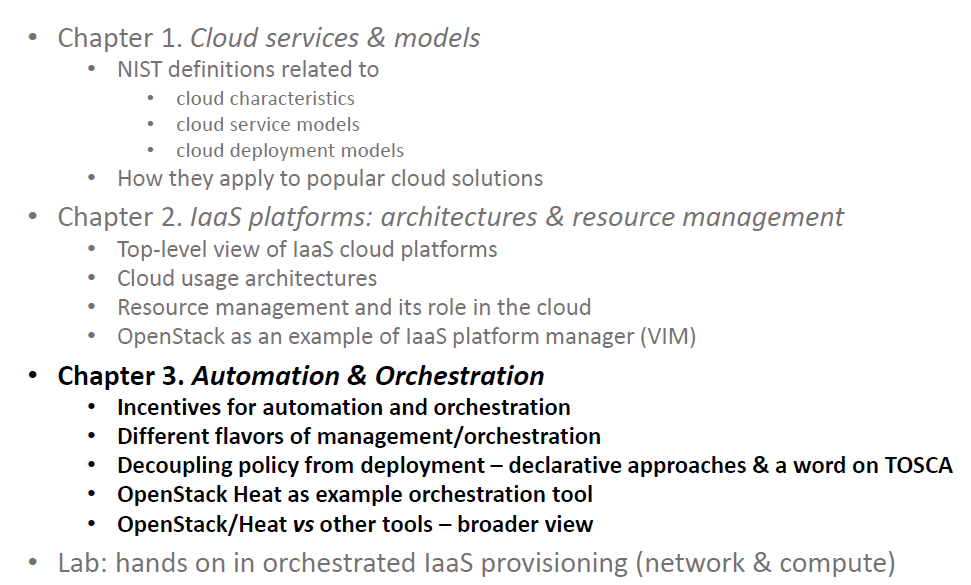 • Chapter 1. Cloud services & models
• NIST definitions related to
• cloud characteristics
• cloud service models
• cloud deployment models
• How they apply to popular cloud solutions
• Chapter 2. IaaS platforms: architectures & resource management
• Top-level view of IaaS cloud platforms
• Cloud usage architectures
• Resource management and its role in the cloud
• OpenStack as an example of IaaS platform manager (VIM)
• Chapter 3. Automation & Orchestration
• Incentives for automation and orchestration
• Different flavors of management/orchestration
• Decoupling policy from deployment – declarative approaches & a word on TOSCA
• OpenStack Heat as example orchestration tool
• OpenStack/Heat vs other tools – broader view
• Lab: hands on in orchestrated IaaS provisioning (network & compute)